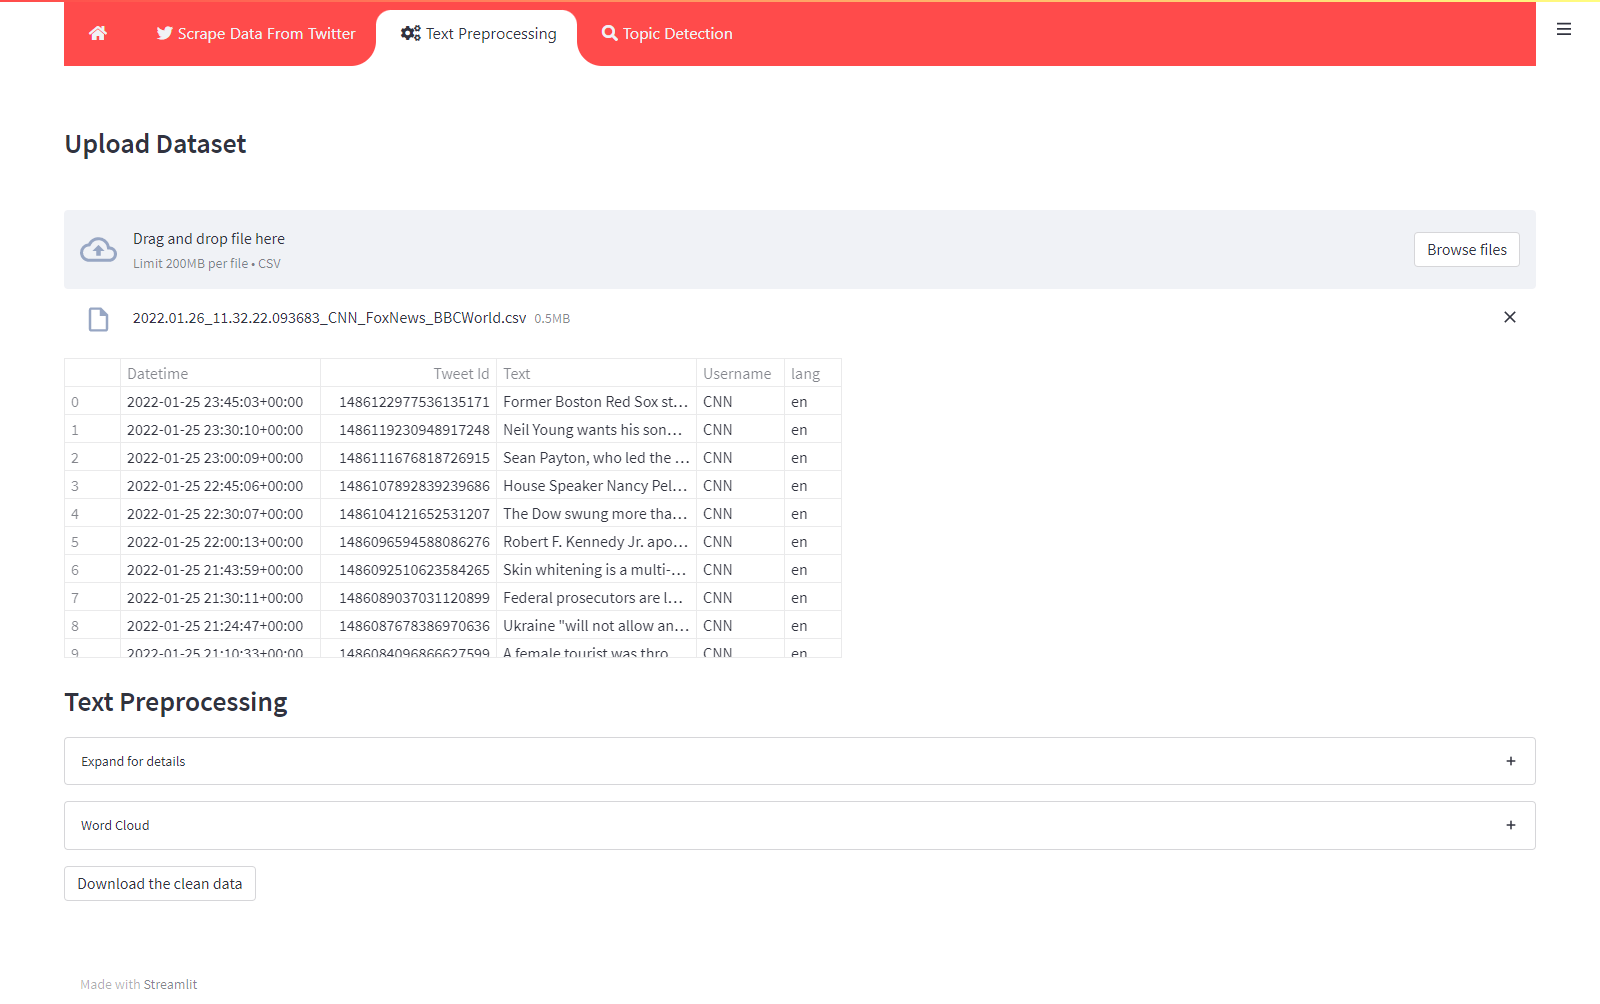 Scrape Data From Twitter Text Preprocessing Topic Detection
Upload Dataset
Drag and drop file here
Limit 200MB per file • CSV
Browse files
2022.01.26_11.32.22.093683_CNN_FoxNews_BBCWorld.csv 0.5MB
Datetime Tweet Id Text Username lang
0 2022-01-25 23:45:03+00:00 1486122977536135171 Former Boston Red Sox st... CNN en
1 2022-01-25 23:30:10+00:00 1486119230948917248 Neil Young wants his son... CNN en
2 2022-01-25 23:00:09+00:00 1486111676818726915 Sean Payton, who led the ... CNN en
3 2022-01-25 22:45:06+00:00 1486107892839239686 House Speaker Nancy Pel... CNN en
4 2022-01-25 22:30:07+00:00 1486104121652531207 The Dow swung more tha... CNN en
5 2022-01-25 22:00:13+00:00 1486096594588086276 Robert F. Kennedy Jr. apo... CNN en
6 2022-01-25 21:43:59+00:00 1486092510623584265 Skin whitening is a multi-... CNN en
7 2022-01-25 21:30:11+00:00 1486089037031120899 Federal prosecutors are l... CNN en
8 2022-01-25 21:24:47+00:00 1486087678386970636 Ukraine "will not allow an... CNN en
9 2022-01-25 21:10:33+00:00 1486084096866627599 A female tourist was thro... CNN en
Text Preprocessing
Expand for details +
Word Cloud +
Download the clean data
Made with Streamlit